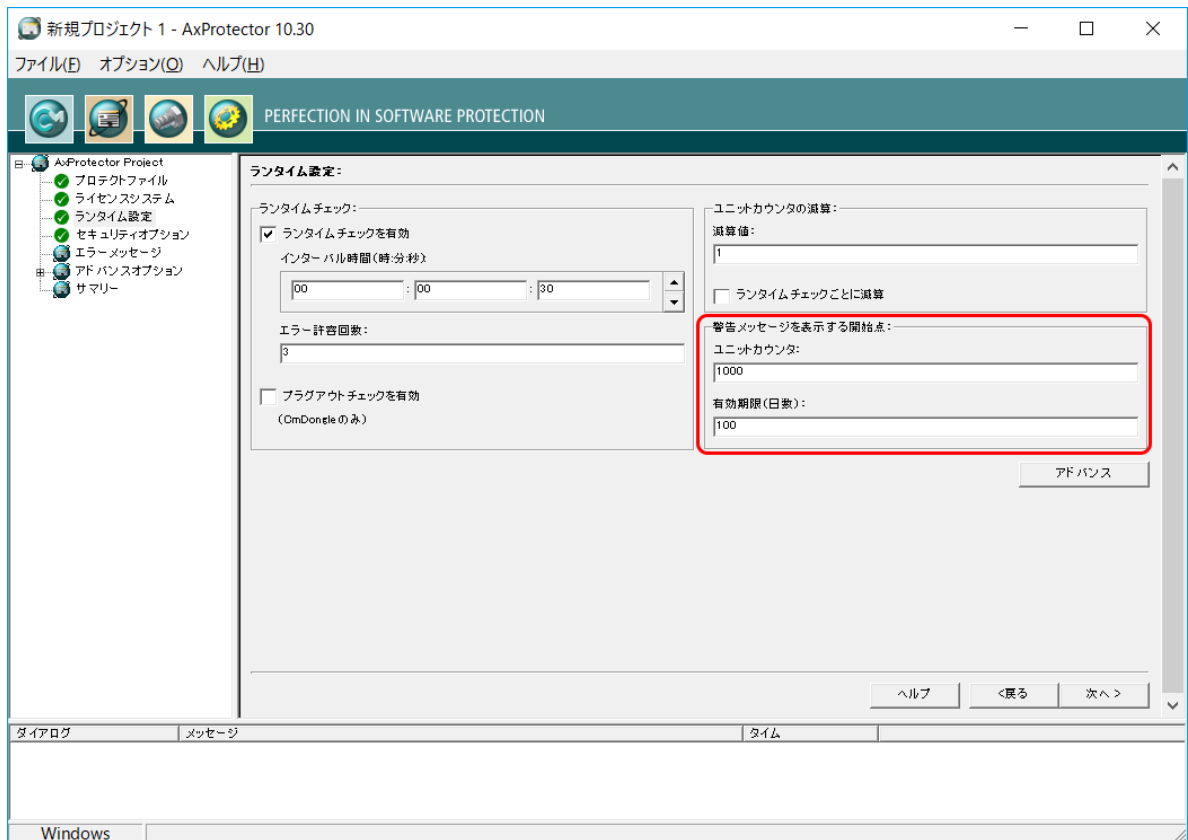 新規プロジェクト 1 - AxProtector 10.30
ファイル(F) オプション(O) ヘルプ(H)
PERFECTION IN SOFTWARE PROTECTION
AxProtector Project
プロテクトファイル
ライセンスシステム
ランタイム設定
セキュリティオプション
エラーメッセージ
アドバンスオプション
サマリー
ランタイム設定:
ランタイムチェック:
ランタイムチェックを有効
インターバル時間(時:分:秒):
00 : 00 : 30
エラー許容回数:
3
プラグアウトチェックを有効
(CmDongleのみ)
ユニットカウンタの減算:
減算値:
1
ランタイムチェックごとに減算
警告メッセージを表示する開始点:
ユニットカウンタ:
1000
有効期限(日数):
100
アドバンス
ヘルプ <戻る 次へ>
ダイアログ メッセージ タイム
Windows